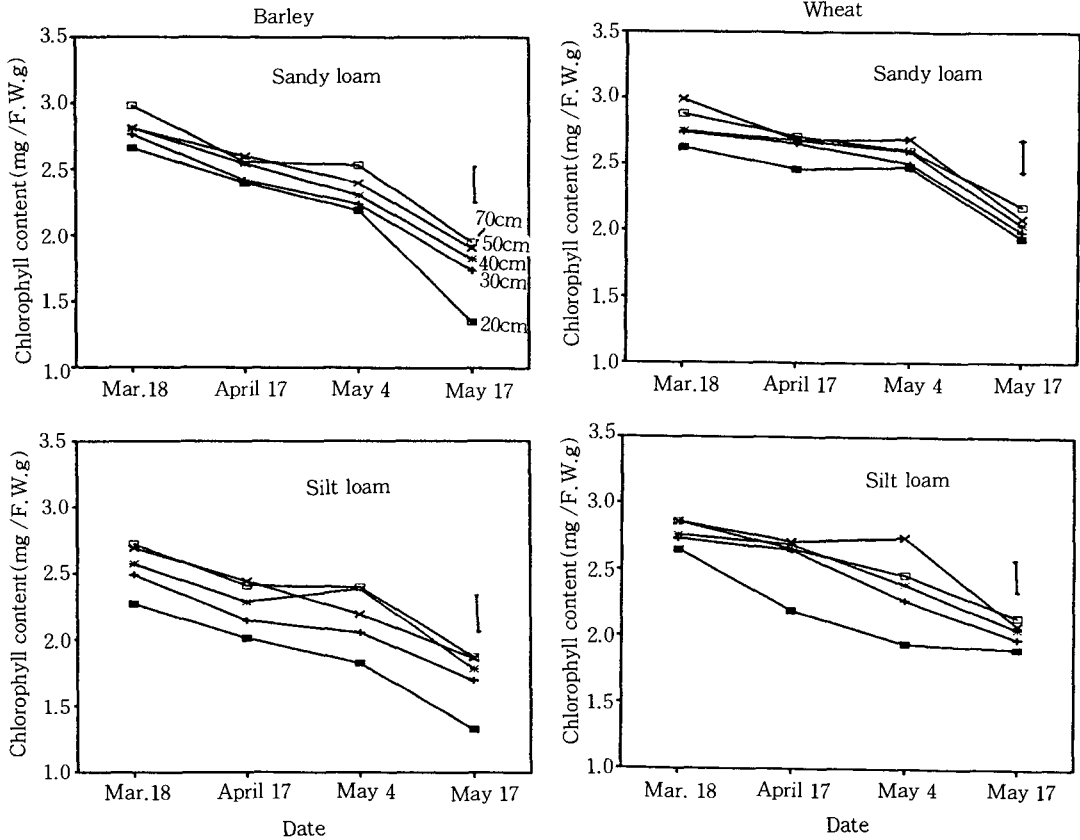 Barley
Wheat
Chlorophyll content(mg /F.W.g)
3.5
3.0
2.5
2.0
1.5
1.0
Sandy loam
70cm
50cm
40cm
30cm
20cm
Mar.18 April 17 May 4 May 17
Chlorophyll content(mg /F.W.g)
3.5
3.0
2.5
2.0
1.5
1.0
Sandy loam
Mar.18 April 17 May 4 May 17
Chlorophyll content(mg /F.W.g)
3.5
3.0
2.5
2.0
1.5
1.0
Silt loam
Mar.18 April 17 May 4 May 17
Date
Chlorophyll content(mg /F.W.g)
3.5
3.0
2.5
2.0
1.5
1.0
Silt loam
Mar.18 April 17 May 4 May 17
Date